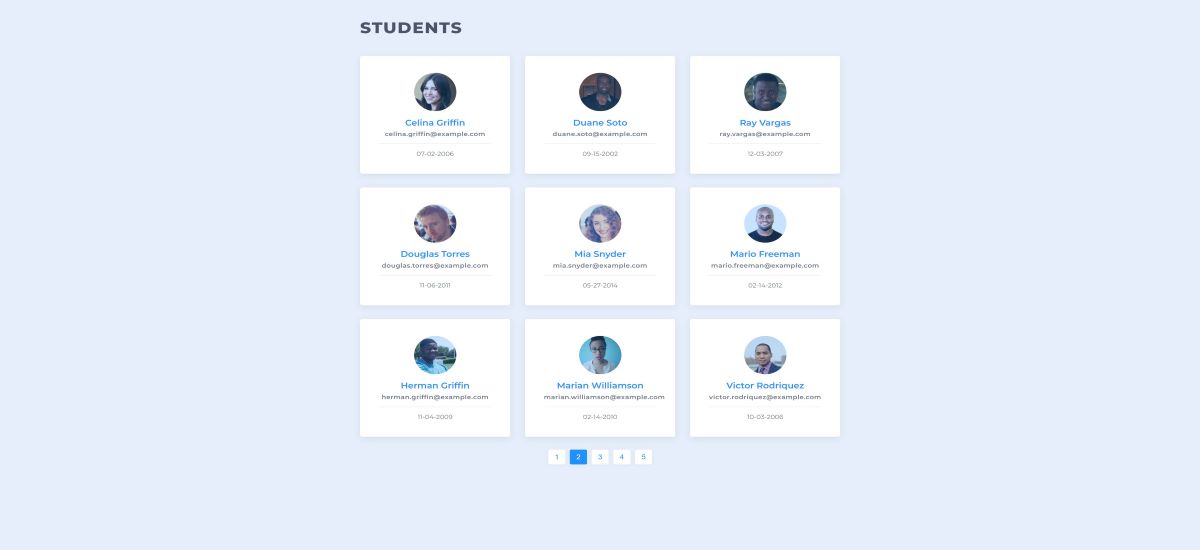 STUDENTS
Celina Griffin
celina.griffin@example.com
07-02-2006
Duane Soto
duane.soto@example.com
09-15-2002
Ray Vargas
ray.vargas@example.com
12-03-2007
Douglas Torres
douglas.torres@example.com
11-06-2011
Mia Snyder
mia.snyder@example.com
05-27-2014
Mario Freeman
mario.freeman@example.com
02-14-2012
Herman Griffin
herman.griffin@example.com
11-04-2009
Marian Williamson
marian.williamson@example.com
02-14-2010
Victor Rodriquez
victor.rodriquez@example.com
10-03-2006
1 2 3 4 5